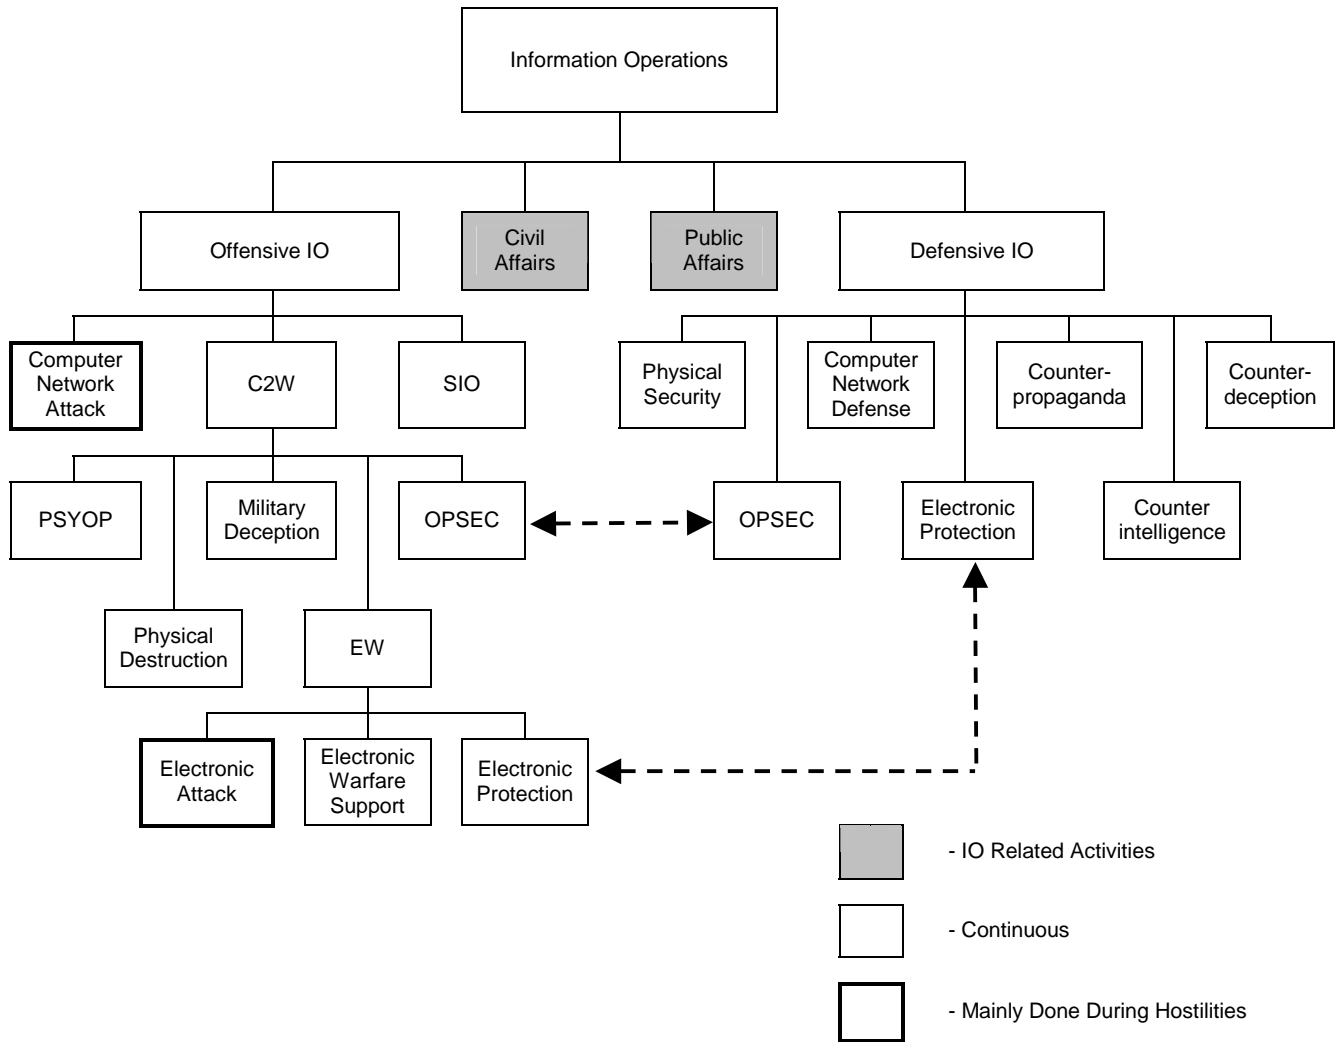 Information Operations
Offensive IO
Civil
Affairs
Public
Affairs
Defensive IO
Computer
Network
Attack
C2W
SIO
Physical
Security
Computer
Network
Defense
Counter-
propaganda
Counter-
deception
PSYOP
Military
Deception
OPSEC
OPSEC
Electronic
Protection
Counter
intelligence
Physical
Destruction
EW
Electronic
Attack
Electronic
Warfare
Support
Electronic
Protection
- IO Related Activities
- Continuous
- Mainly Done During Hostilities